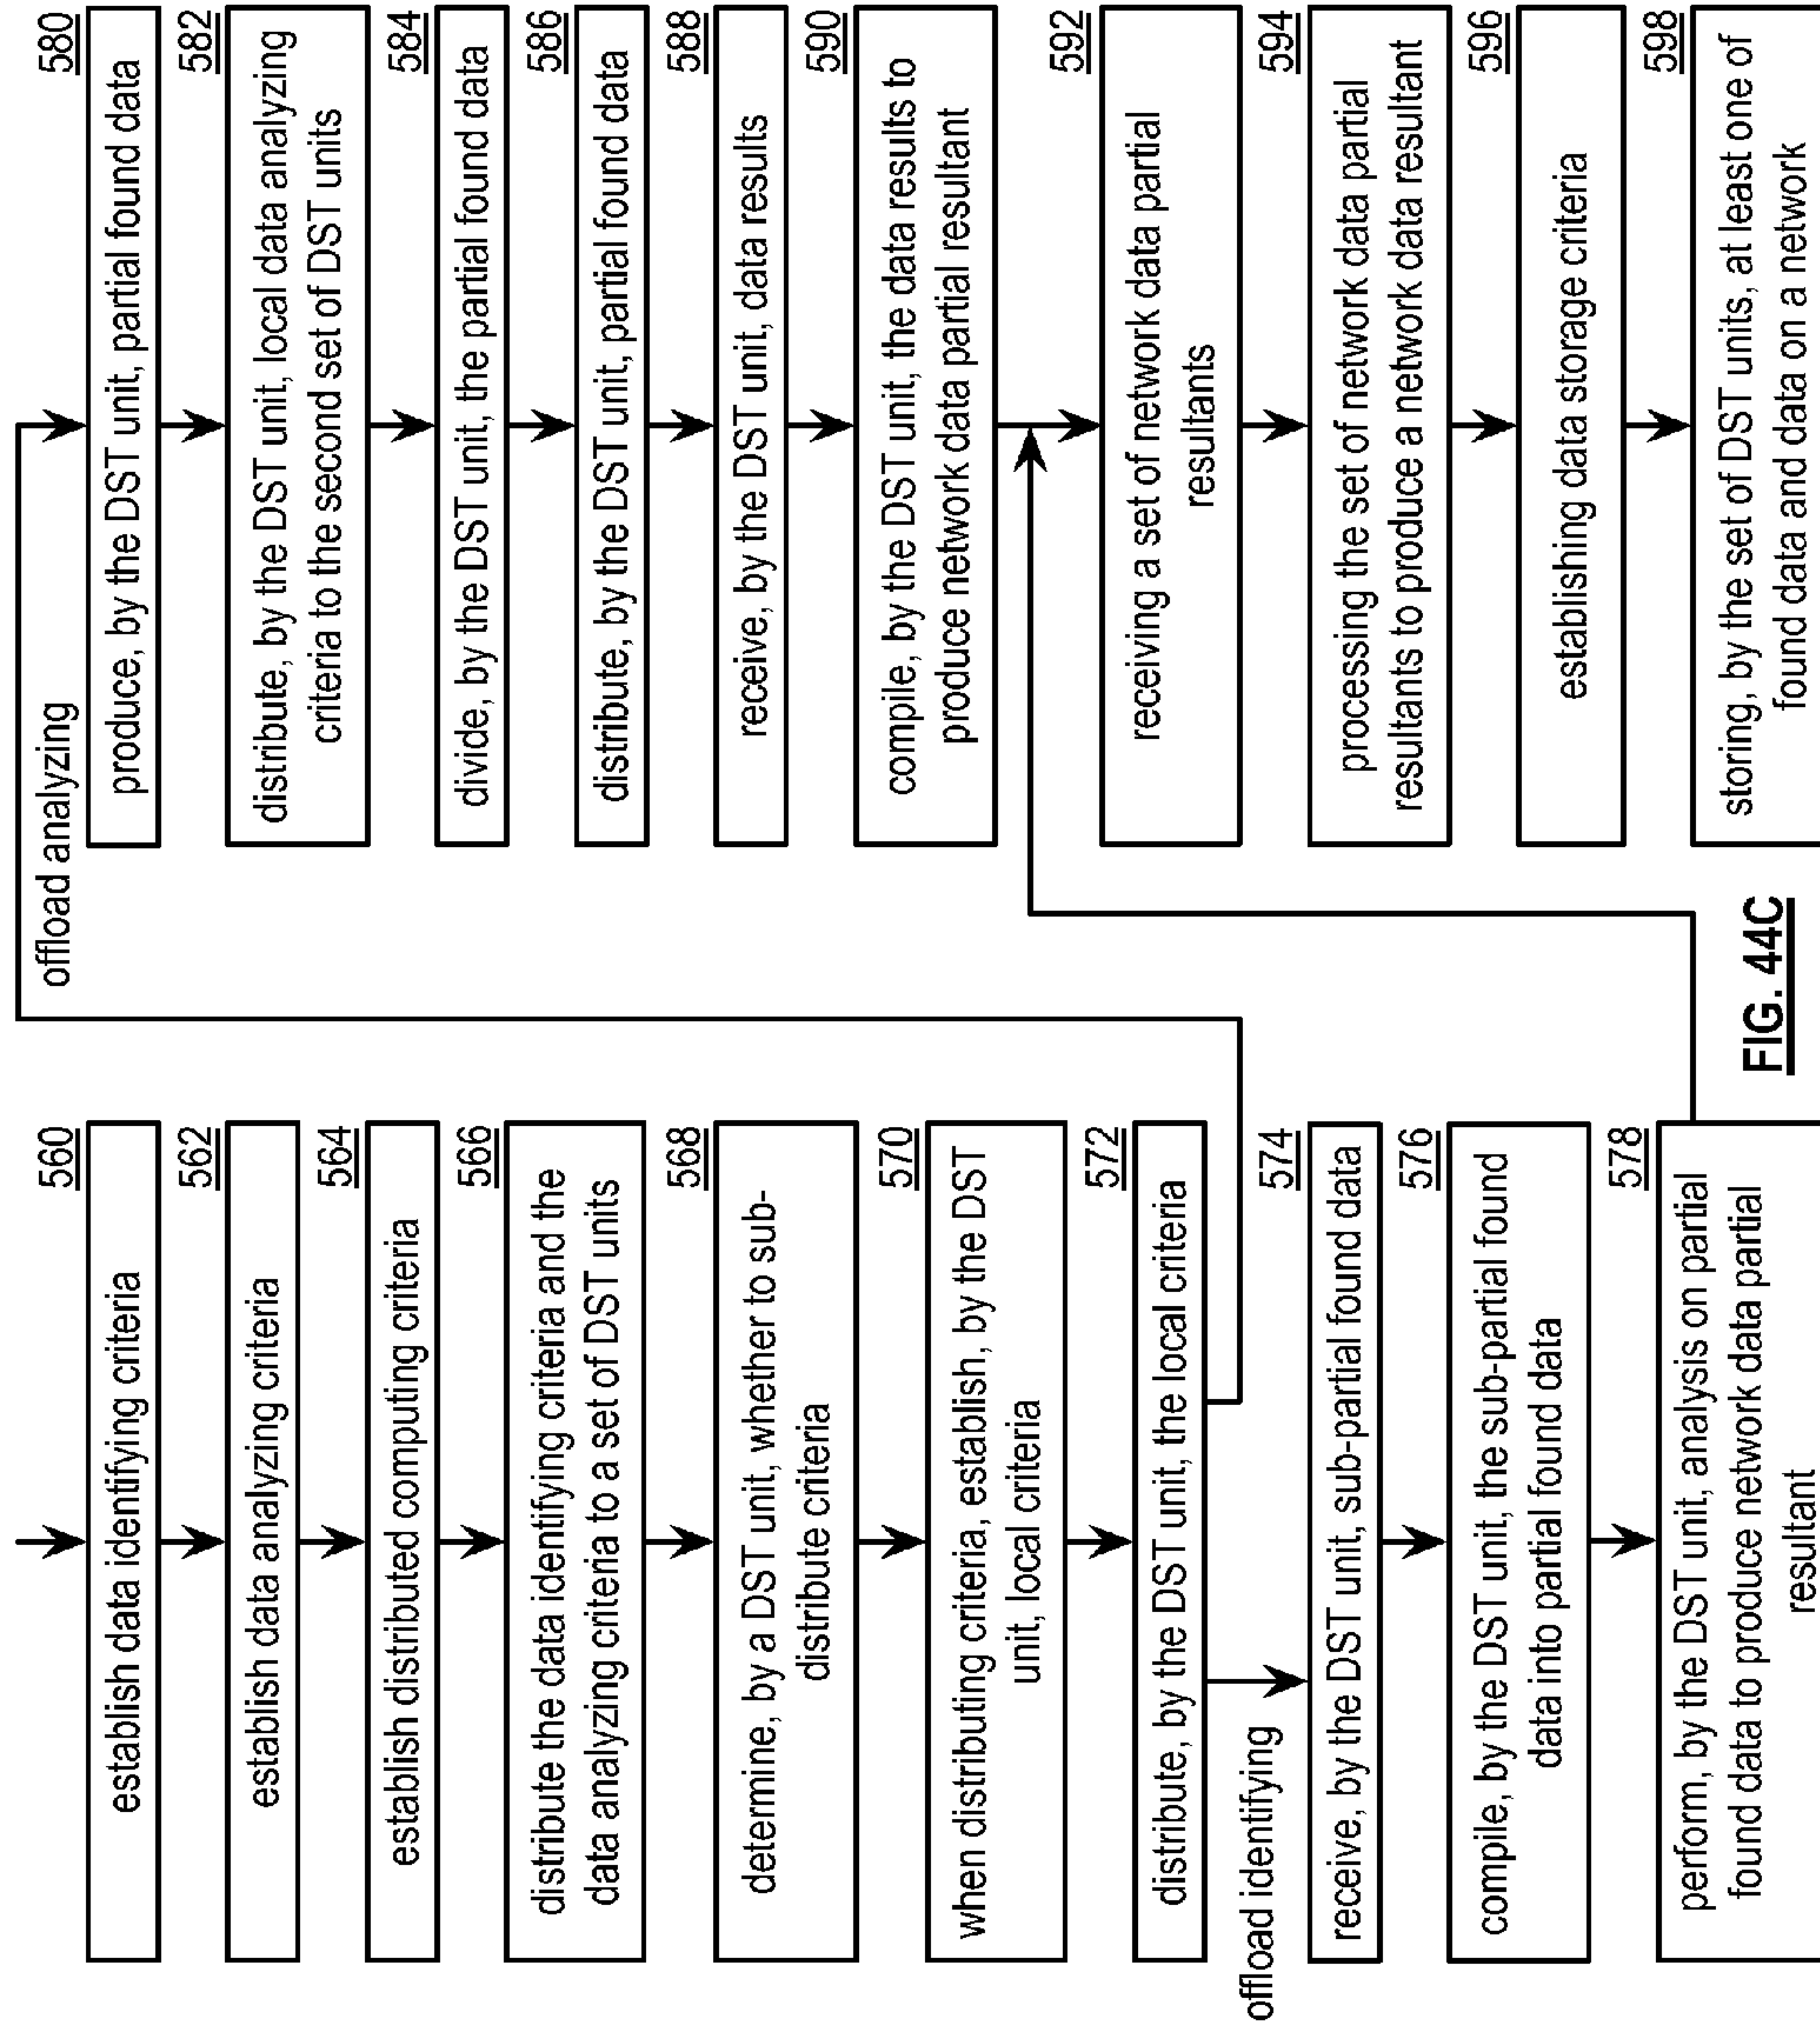 560
establish data identifying criteria
562
establish data analyzing criteria
564
establish distributed computing criteria
566
distribute the data identifying criteria and the
data analyzing criteria to a set of DST units
568
determine, by a DST unit, whether to sub-
distribute criteria
570
when distributing criteria, establish, by the DST
unit, local criteria
572
distribute, by the DST unit, the local criteria
offload identifying
574
receive, by the DST unit, sub-partial found data
576
compile, by the DST unit, the sub-partial found
data into partial found data
578
perform, by the DST unit, analysis on partial
found data to produce network data partial
resultant
offload analyzing
580
produce, by the DST unit, partial found data
582
distribute, by the DST unit, local data analyzing
criteria to the second set of DST units
584
divide, by the DST unit, the partial found data
586
distribute, by the DST unit, partial found data
588
receive, by the DST unit, data results
590
compile, by the DST unit, the data results to
produce network data partial resultant
592
receiving a set of network data partial
resultants
594
processing the set of network data partial
resultants to produce a network data resultant
596
establishing data storage criteria
598
storing, by the set of DST units, at least one of
found data and data on a network
FIG. 44C